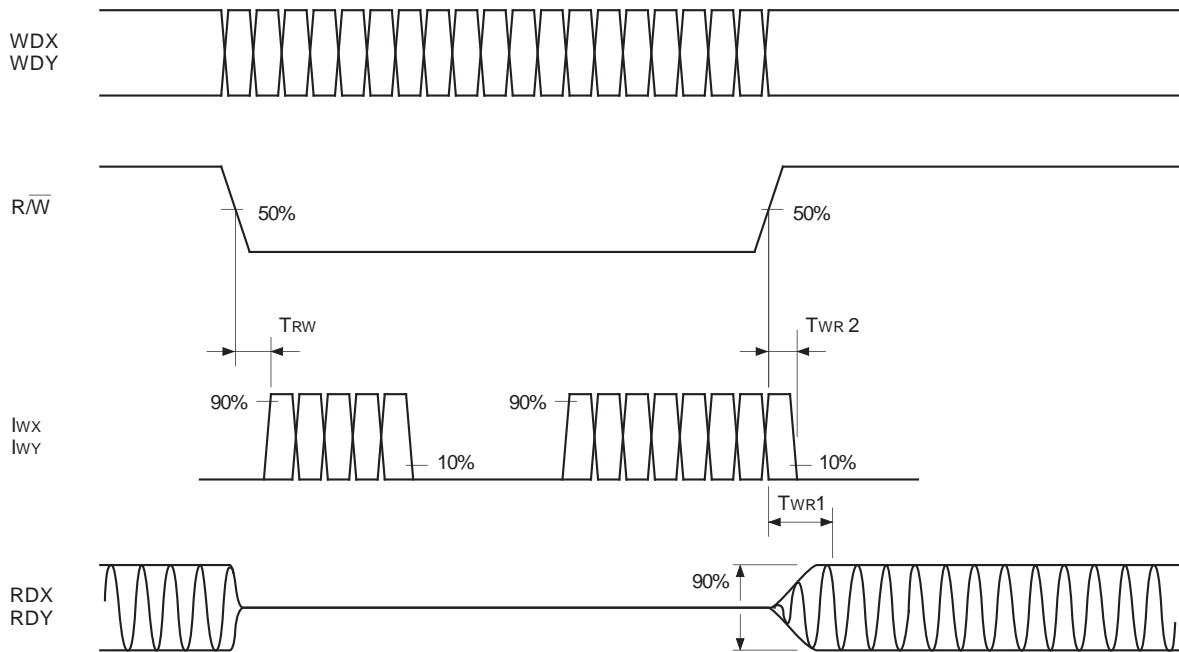 WDX
WDY
R/W̅
50%
50%
TRW
TWR 2
90%
90%
IWX
IWY
10%
10%
TWR1
90%
RDX
RDY